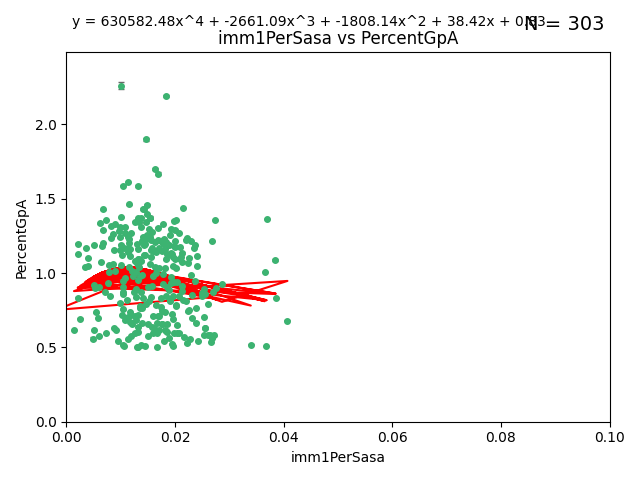 y = 630582.48x^4 + -2661.09x^3 + -1808.14x^2 + 38.42x +
N = 303
imm1PerSasa vs PercentGpA
PercentGpA
2.0
1.5
1.0
0.5
0.0
0.00 0.02 0.04 0.06 0.08 0.10
imm1PerSasa